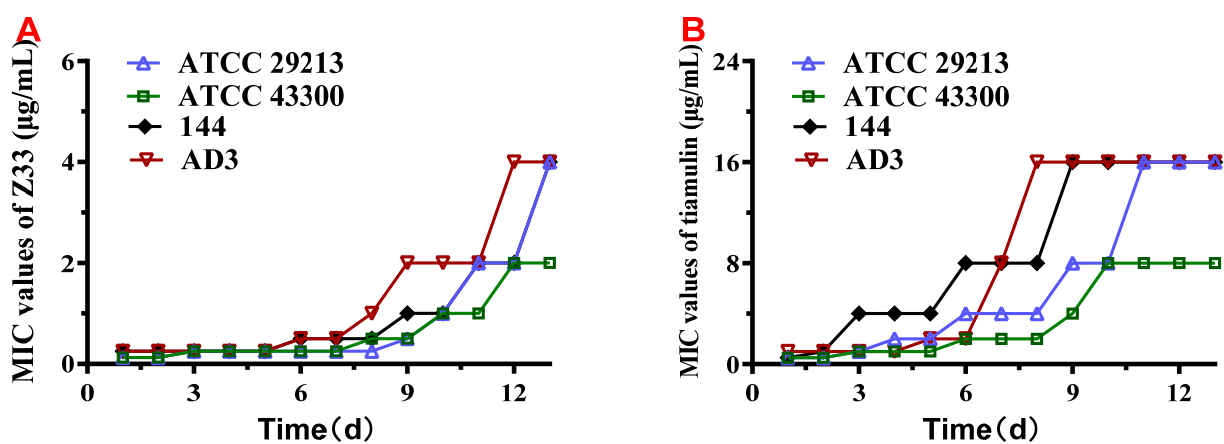 A
MIC values of Z33 (μg/mL)
6
4
2
0
ATCC 29213
ATCC 43300
144
AD3
0 3 6 9 12
Time(d)
B
MIC values of tiamulin (μg/mL)
24
16
8
0
ATCC 29213
ATCC 43300
144
AD3
0 3 6 9 12
Time(d)